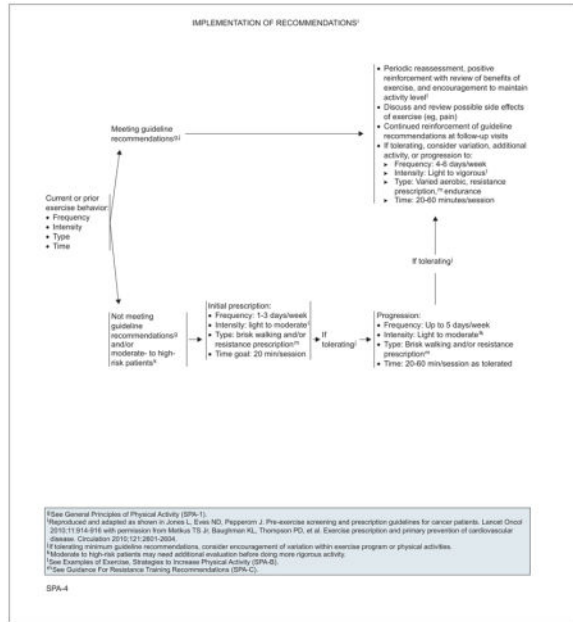 IMPLEMENTATION OF RECOMMENDATIONS
• Periodic reassessment, positive
reinforcement with review of benefits of
exercise, and encouragement to maintain
activity level
• Discuss and review possible side effects
of exercise (eg, pain)
• Continued reinforcement of guideline
recommendations at follow-up visits
• If tolerating, consider variation, additional
activity, or progression to:
➤ Frequency: 4-6 days/week
➤ Intensity: Light to vigorous
➤ Type: Varied aerobic, resistance
prescription,ᵐ endurance
➤ Time: 20-60 minutes/session
Meeting guideline
recommendations
Current or prior
exercise behavior:
• Frequency
• Intensity
• Type
• Time
If tolerating
Not meeting
guideline
recommendations
and/or
moderate- to high-
risk patientsᵏ
Initial prescription:
• Frequency: 1-3 days/week
• Intensity: light to moderate
• Type: brisk walking and/or
resistance prescriptionᵐ
• Time goal: 20 min/session
If
tolerating
Progression:
• Frequency: Up to 5 days/week
• Intensity: Light to moderate
• Type: Brisk walking and/or resistance
prescriptionᵐ
• Time: 20-60 min/session as tolerated
See General Principles of Physical Activity (SPA-1).
Reproduced and adapted as shown in Jones L, Eves ND, Peppercorn J. Pre-exercise screening and prescription guidelines for cancer patients. Lancet Oncol
2010;11:914-916 with permission from Metkus TS Jr, Baughman KL, Thompson PD, et al. Exercise prescription and primary prevention of cardiovascular
disease. Circulation 2010;121:2601-2604.
If tolerating minimum guideline recommendations, consider encouragement of variation within exercise program or physical activities.
ᵏModerate to high-risk patients may need additional evaluation before doing more rigorous activity.
See Examples of Exercise, Strategies to Increase Physical Activity (SPA-B).
ᵐSee Guidance For Resistance Training Recommendations (SPA-C).
SPA-4